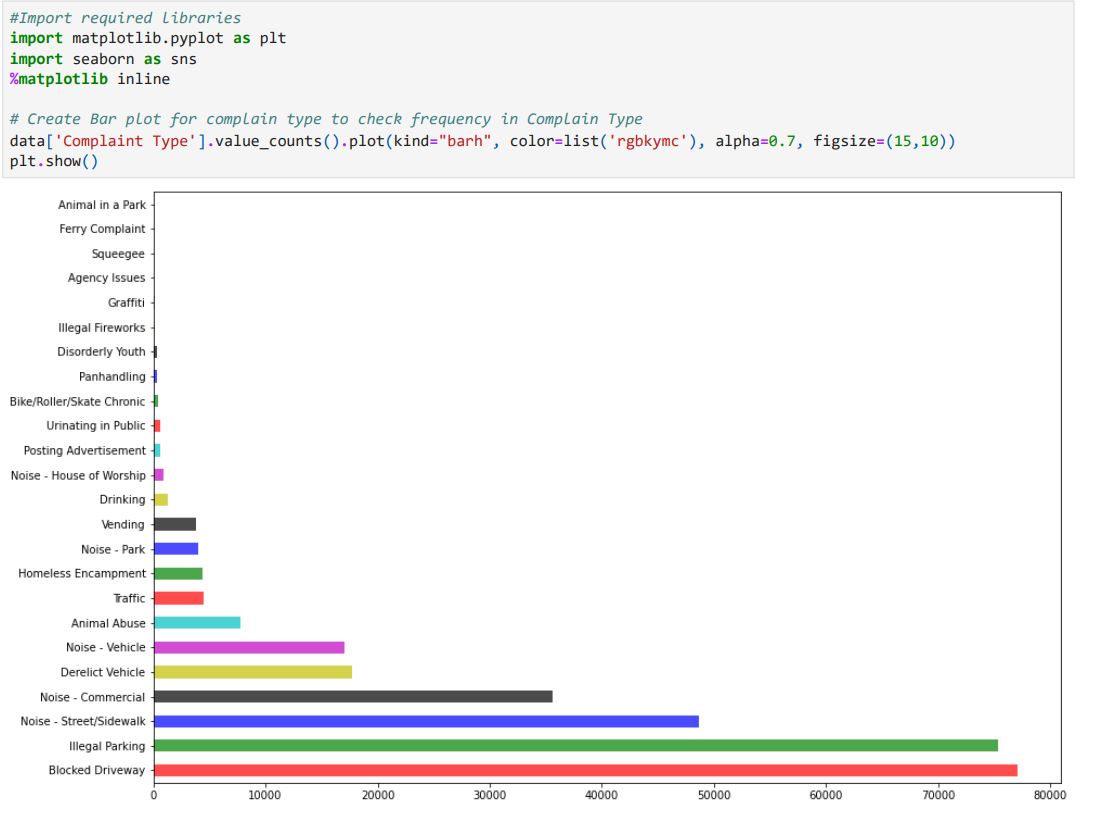 #Import required libraries
import matplotlib.pyplot as plt
import seaborn as sns
%matplotlib inline
# Create Bar plot for complain type to check frequency in Complain Type
data['Complaint Type'].value_counts().plot(kind="barh", color=list('rgbkymc'), alpha=0.7, figsize=(15,10))
plt.show()
Animal in a Park
Ferry Complaint
Squeegee
Agency Issues
Graffiti
Illegal Fireworks
Disorderly Youth
Panhandling
Bike/Roller/Skate Chronic
Urinating in Public
Posting Advertisement
Noise - House of Worship
Drinking
Vending
Noise - Park
Homeless Encampment
Traffic
Animal Abuse
Noise - Vehicle
Derelict Vehicle
Noise - Commercial
Noise - Street/Sidewalk
Illegal Parking
Blocked Driveway
0 10000 20000 30000 40000 50000 60000 70000 80000